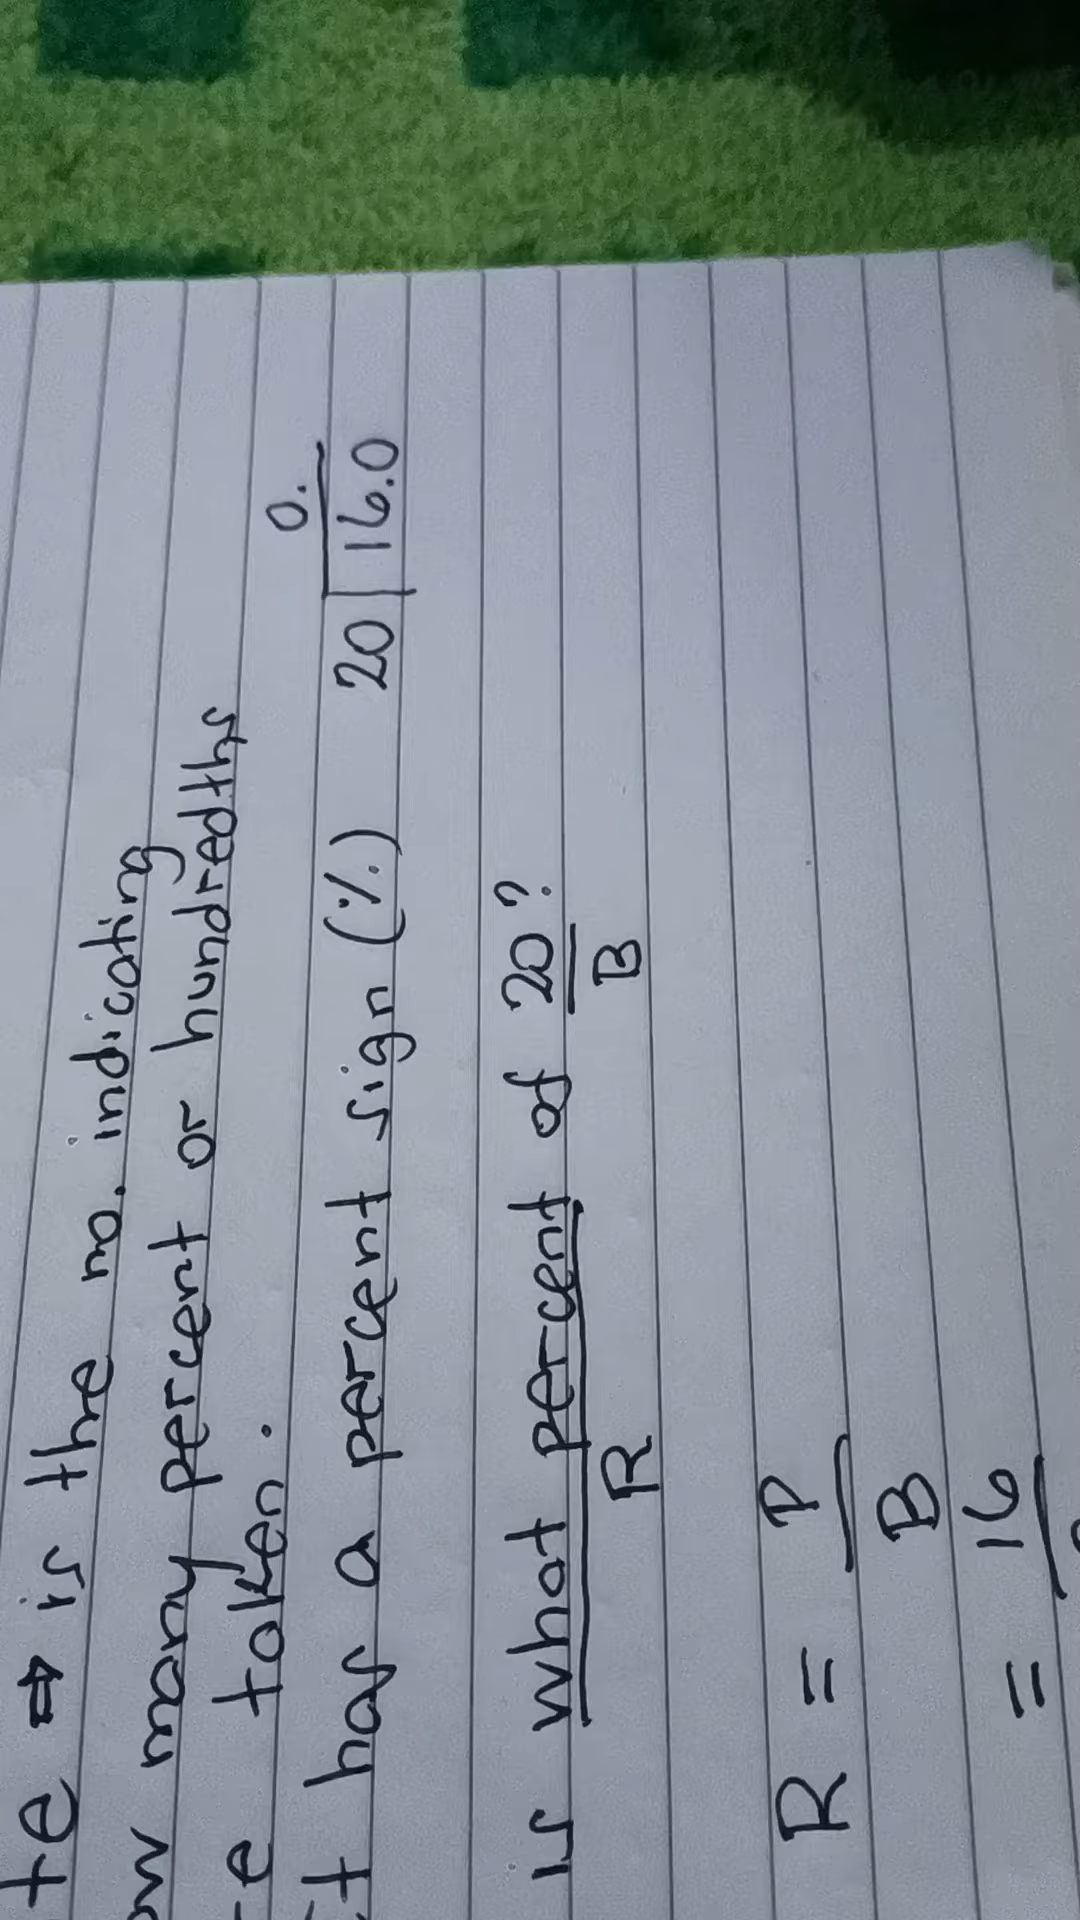 te ⇒ is the no. indicating
many percent or hundredths
taken.
0.
has a percent sign (%) 20 16.0
is what percent of 20?
R B
R = P
B
= 16